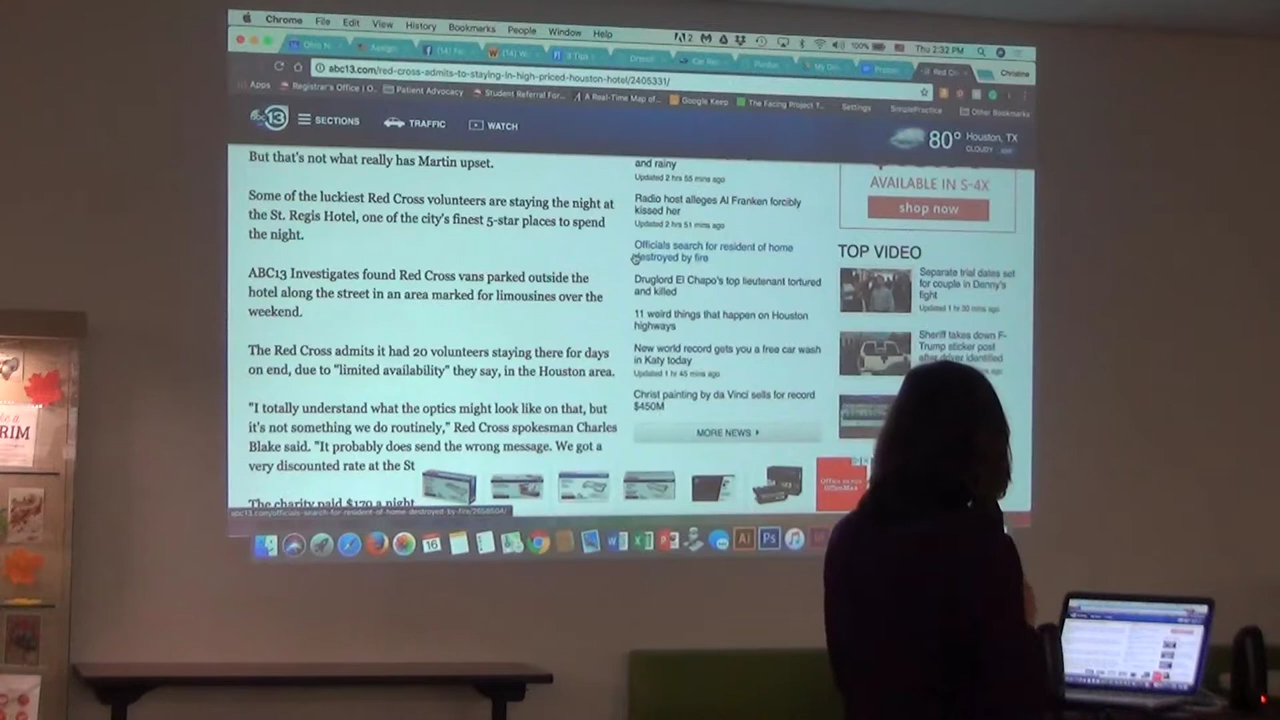 Chrome File Edit View History Bookmarks People Window Help
100% Thu 2:32 PM
Christine
abc13.com/red-cross-admits-to-staying-in-high-priced-houston-hotel/2405331/
Apps Registrar's Office | O... Patient Advocacy Student Referral For... A Real-Time Map of... Google Keep The Facing Project T... Settings SimplePractice Other Bookmarks
abc 13 SECTIONS TRAFFIC WATCH
80° Houston, TX
CLOUDY
But that's not what really has Martin upset.
Some of the luckiest Red Cross volunteers are staying the night at
the St. Regis Hotel, one of the city's finest 5-star places to spend
the night.
ABC13 Investigates found Red Cross vans parked outside the
hotel along the street in an area marked for limousines over the
weekend.
The Red Cross admits it had 20 volunteers staying there for days
on end, due to "limited availability" they say, in the Houston area.
"I totally understand what the optics might look like on that, but
it's not something we do routinely," Red Cross spokesman Charles
Blake said. "It probably does send the wrong message. We got a
very discounted rate at the St
The charity paid $170 a night
and rainy
Updated 2 hrs 55 mins ago
Radio host alleges Al Franken forcibly
kissed her
Updated 2 hrs 51 mins ago
Officials search for resident of home
destroyed by fire
Druglord El Chapo's top lieutenant tortured
and killed
11 weird things that happen on Houston
highways
New world record gets you a free car wash
in Katy today
Updated 1 hr 45 mins ago
Christ painting by da Vinci sells for record
$450M
MORE NEWS
AVAILABLE IN S-4X
shop now
TOP VIDEO
Separate trial dates set
for couple in Denny's
fight
Updated 1 hr 30 mins ago
Sheriff takes down F-
Trump sticker post
after driver identified
ago
16
Ai Ps